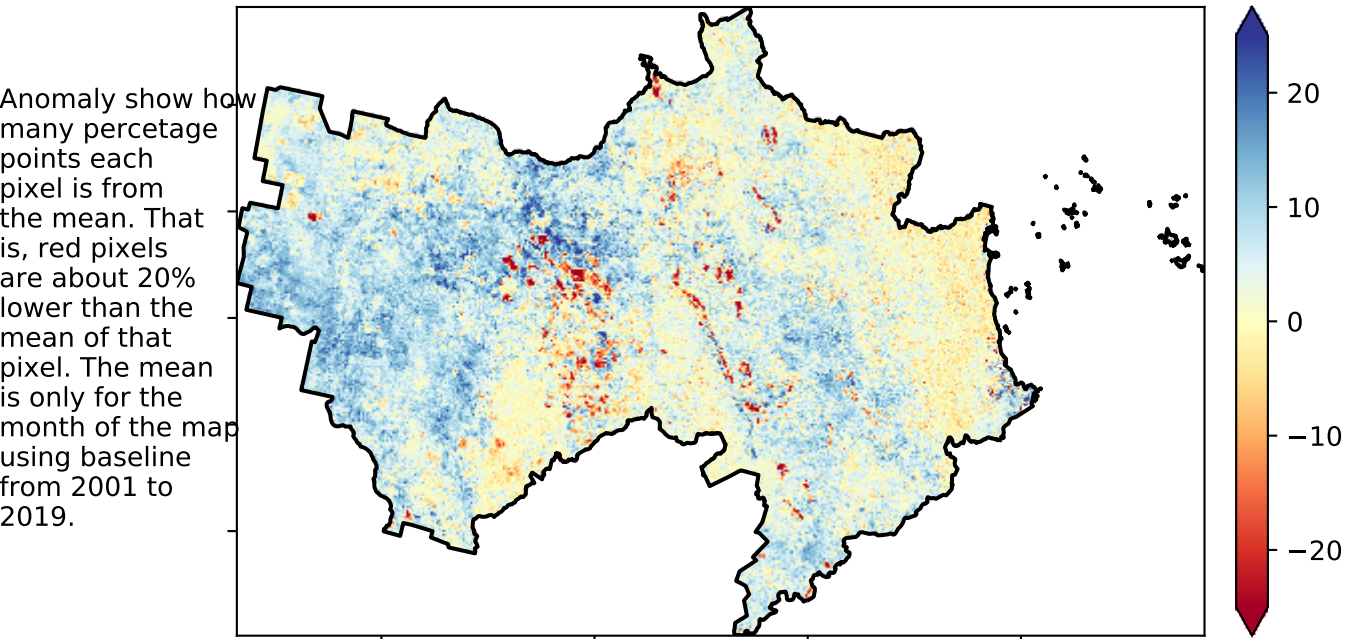 Anomaly show how
many percetage
points each
pixel is from
the mean. That
is, red pixels
are about 20%
lower than the
mean of that
pixel. The mean
is only for the
month of the map
using baseline
from 2001 to
2019.
20
10
0
−10
−20